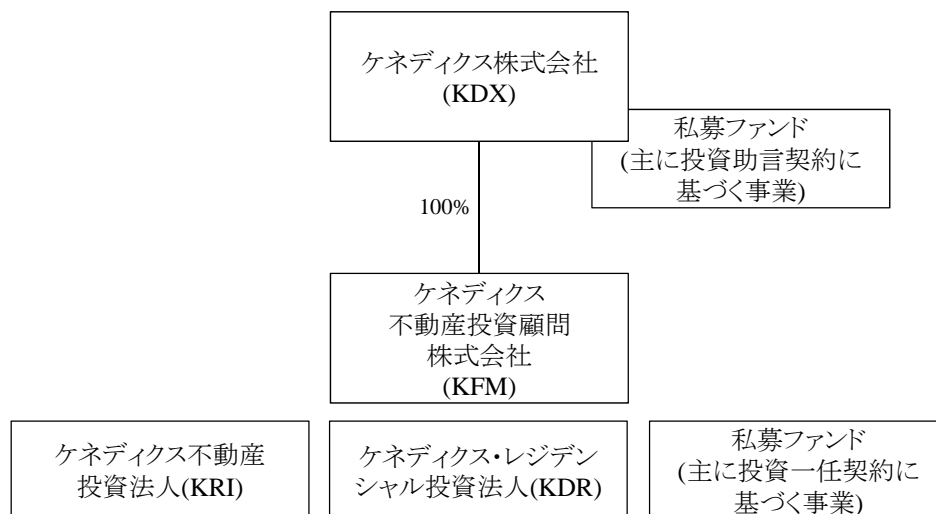 ケネディクス株式会社
(KDX)
私募ファンド
(主に投資助言契約に
基づく事業)
100%
ケネディクス
不動産投資顧問
株式会社
(KFM)
ケネディクス不動産
投資法人(KRI)
ケネディクス・レジデン
シャル投資法人(KDR)
私募ファンド
(主に投資一任契約に
基づく事業)